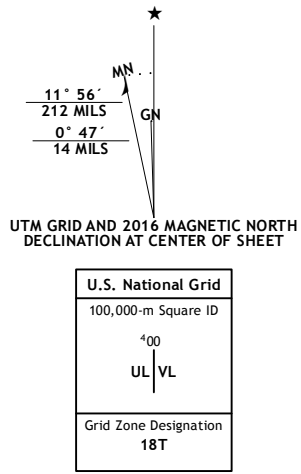 ★
MN
11° 56´
212 MILS
GN
0° 47´
14 MILS
UTM GRID AND 2016 MAGNETIC NORTH
DECLINATION AT CENTER OF SHEET
U.S. National Grid
100,000-m Square ID
⁴00
UL VL
Grid Zone Designation
18T